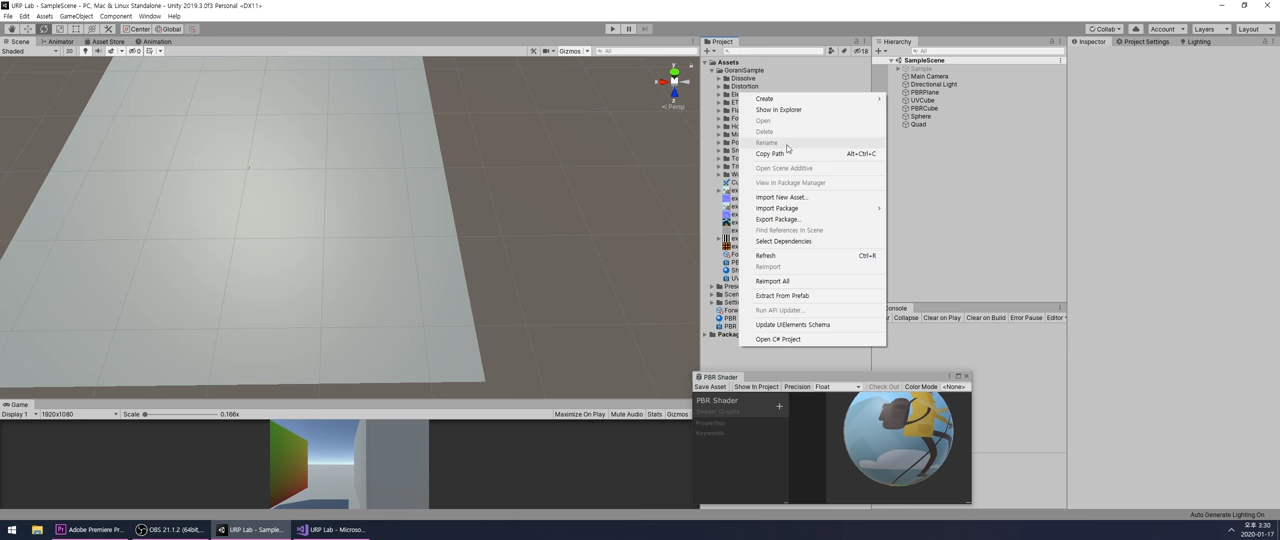 URP Lab - SampleScene - PC, Mac & Linux Standalone - Unity 2019.3.0f3 Personal <DX11>
File Edit Assets GameObject Component Window Help
Center Global
Collab Account Layers Layout
Scene Animator Asset Store Animation
Shaded 2D Gizmos All
y
x
z
Persp
Project
18
Assets
GoraniSample
Dissolve
Distortion
Create
Show in Explorer
Open
Delete
Rename
Copy Path Alt+Ctrl+C
Open Scene Additive
View in Package Manager
Import New Asset...
Import Package
Export Package...
Find References In Scene
Select Dependencies
Refresh Ctrl+R
Reimport
Reimport All
Extract From Prefab
Run API Updater...
Update UIElements Schema
Open C# Project
Hierarchy
All
SampleScene
Sample
Main Camera
Directional Light
PBRPlane
UVCube
PBRCube
Sphere
Quad
Inspector Project Settings Lighting
Console
Collapse Clear on Play Clear on Build Error Pause Editor
PBR Shader
Save Asset Show In Project Precision Float Check Out Color Mode <None>
PBR Shader
Shader Graphs
Properties
Keywords
Game
Display 1 1920x1080 Scale 0.166x Maximize On Play Mute Audio Stats Gizmos
Auto Generate Lighting On
Adobe Premiere Pr... OBS 21.1.2 (64bit,... URP Lab - Sample... URP Lab - Microso...
오후 3:30
2020-01-17